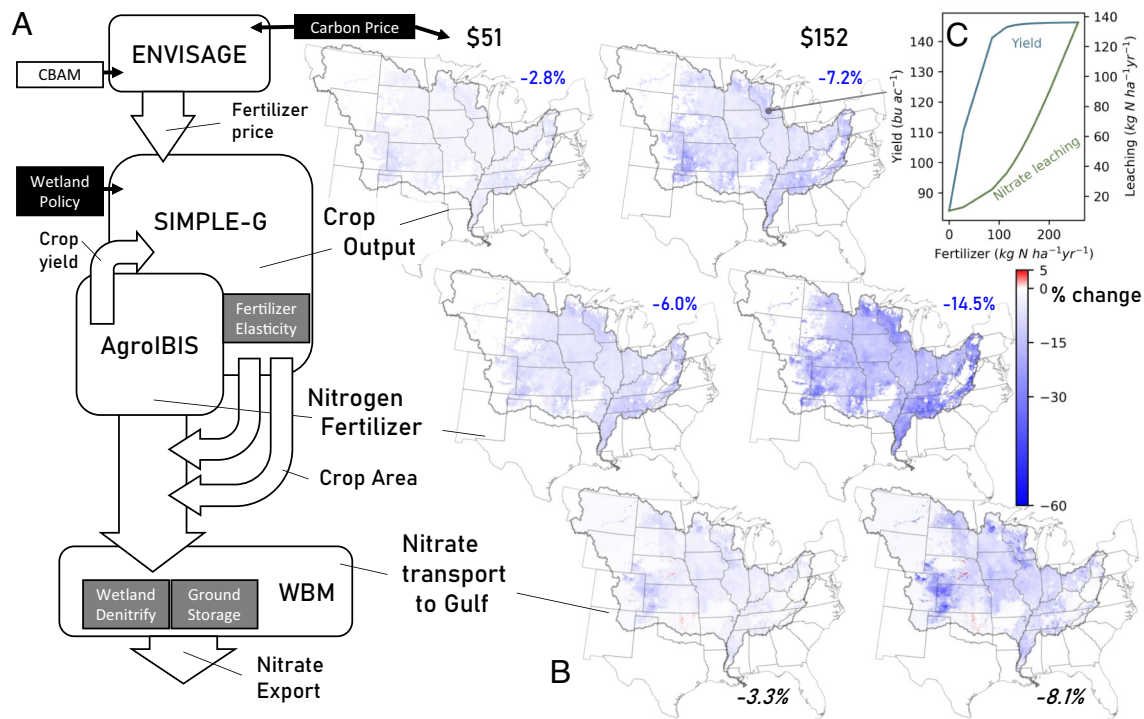 A
Carbon Price
ENVISAGE
CBAM
Fertilizer
price
Wetland
Policy
SIMPLE-G
Crop
yield
Crop
Output
Fertilizer
Elasticity
AgroIBIS
Nitrogen
Fertilizer
Crop Area
Nitrate
transport
to Gulf
Wetland
Denitrify
Ground
Storage
WBM
Nitrate
Export
B
$51
$152
-2.8%
-7.2%
-6.0%
-14.5%
-3.3%
-8.1%
C
Yield
Nitrate leaching
Yield (bu ac⁻¹)
140
130
120
110
100
90
Leaching (kg N ha⁻¹yr⁻¹)
140
120
100
80
60
40
20
0
100
200
Fertilizer (kg N ha⁻¹yr⁻¹)
% change
5
0
−15
−30
−60